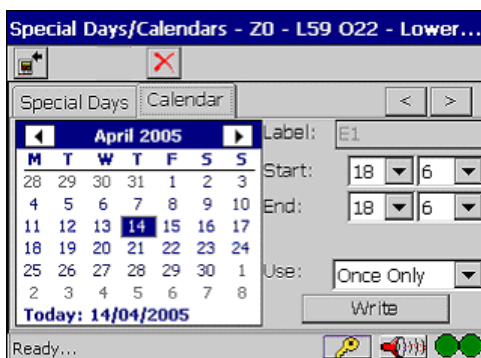 Special Days/Calendars - Z0 - L59 O22 - Lower...
Special Days Calendar < >
April 2005
M T W T F S S
28 29 30 31 1 2 3
4 5 6 7 8 9 10
11 12 13 14 15 16 17
18 19 20 21 22 23 24
25 26 27 28 29 30 1
2 3 4 5 6 7 8
Today: 14/04/2005
Label: E1
Start: 18 6
End: 18 6
Use: Once Only
Write
Ready...